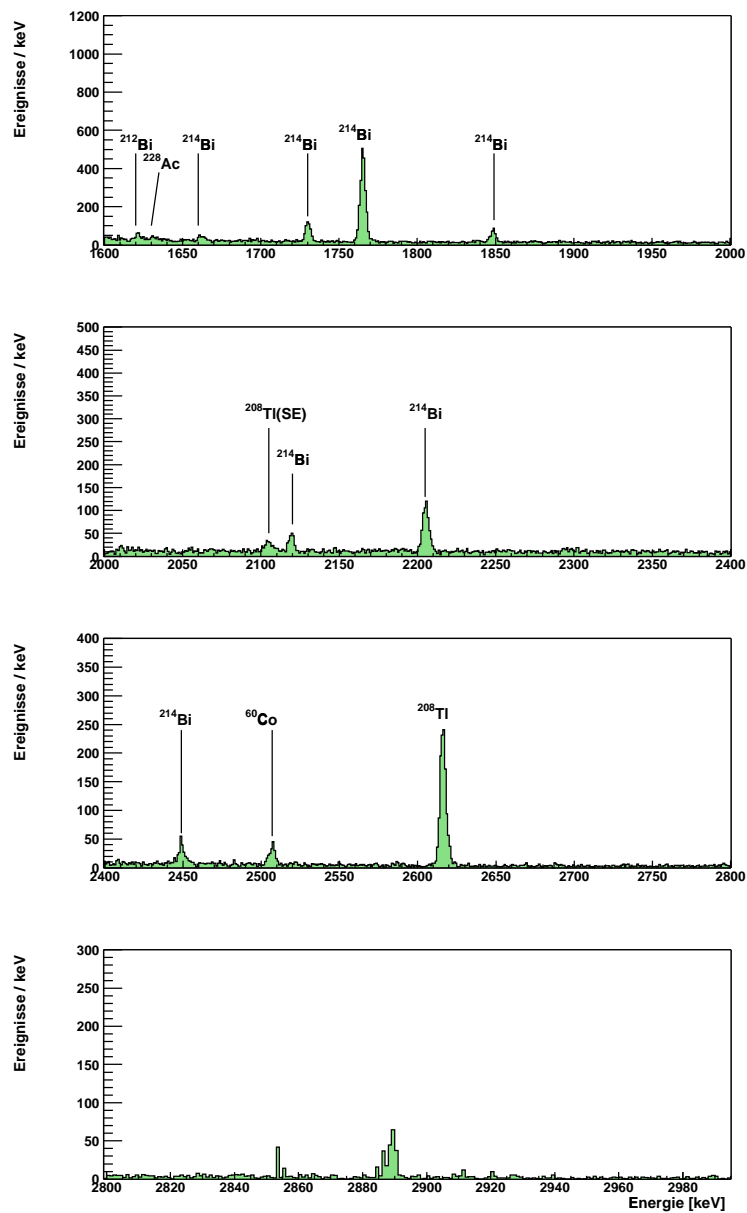 Ereignisse / keV
1200
1000
800
600
400
200
0
212Bi 228Ac 214Bi 214Bi 214Bi 214Bi
1600 1650 1700 1750 1800 1850 1900 1950 2000
Ereignisse / keV
500
450
400
350
300
250
200
150
100
50
0
208Tl(SE) 214Bi 214Bi
2000 2050 2100 2150 2200 2250 2300 2350 2400
Ereignisse / keV
400
350
300
250
200
150
100
50
0
214Bi 60Co 208Tl
2400 2450 2500 2550 2600 2650 2700 2750 2800
Ereignisse / keV
300
250
200
150
100
50
0
2800 2820 2840 2860 2880 2900 2920 2940 2960 2980
Energie [keV]